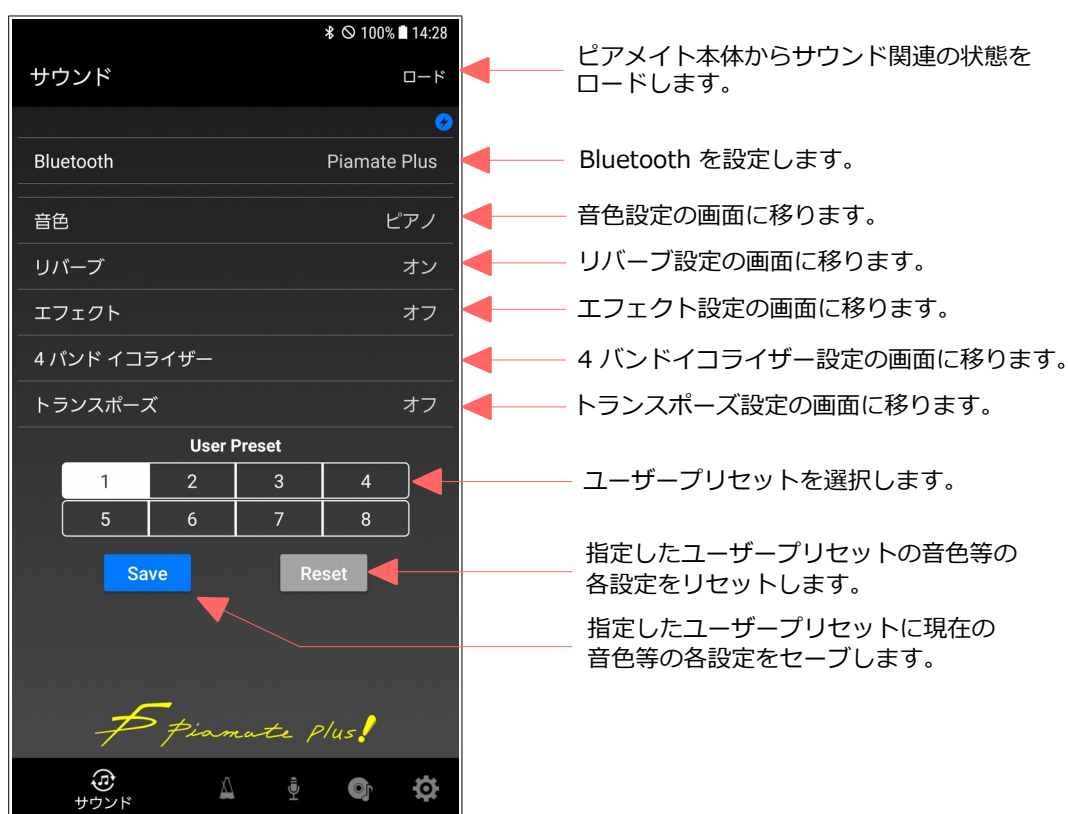 100% 14:28
サウンド ロード
ピアメイト本体からサウンド関連の状態を
ロードします。
Bluetooth Piamate Plus
Bluetooth を設定します。
音色 ピアノ
音色設定の画面に移ります。
リバーブ オン
リバーブ設定の画面に移ります。
エフェクト オフ
エフェクト設定の画面に移ります。
4 バンド イコライザー
4 バンドイコライザー設定の画面に移ります。
トランスポーズ オフ
トランスポーズ設定の画面に移ります。
User Preset
1 2 3 4
ユーザープリセットを選択します。
5 6 7 8
Save Reset
指定したユーザープリセットの音色等の
各設定をリセットします。
指定したユーザープリセットに現在の
音色等の各設定をセーブします。
Piamate Plus!
サウンド